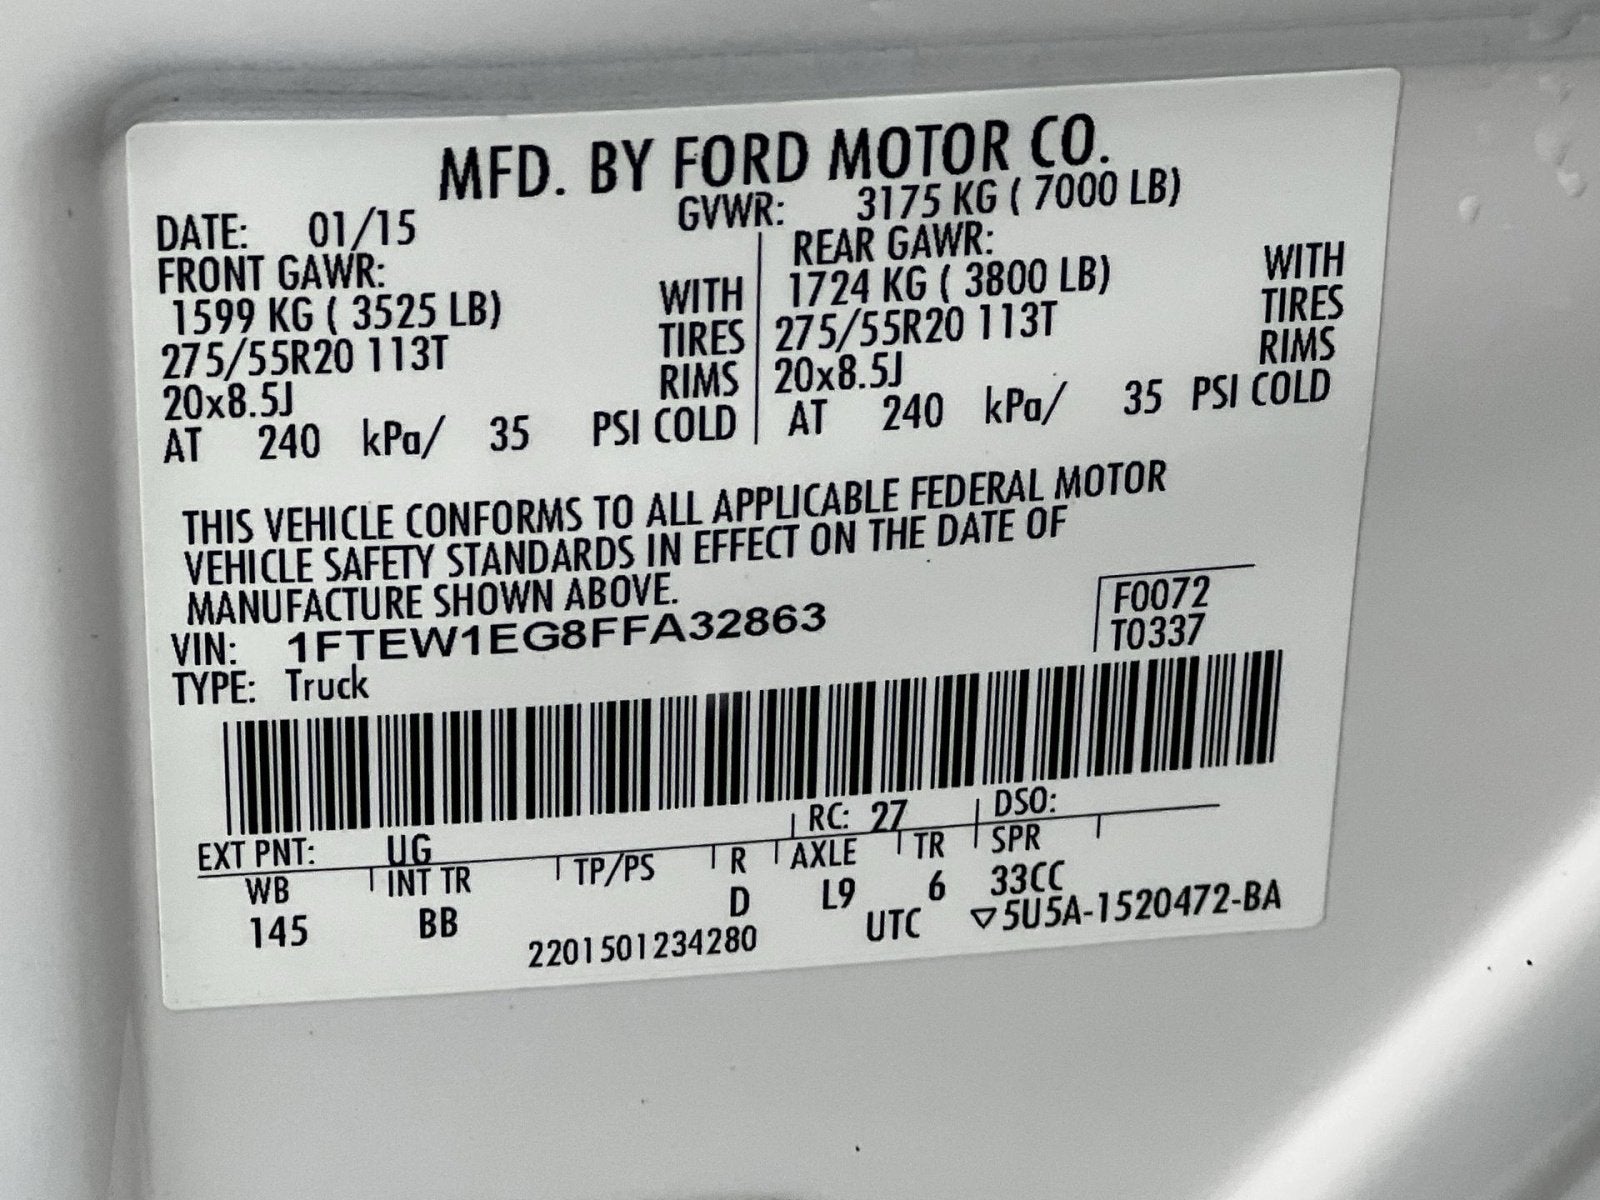 MFD. BY FORD MOTOR CO.
DATE: 01/15 GVWR: 3175 KG ( 7000 LB)
FRONT GAWR: REAR GAWR:
1599 KG ( 3525 LB) WITH 1724 KG ( 3800 LB) WITH
275/55R20 113T TIRES 275/55R20 113T TIRES
20x8.5J RIMS 20x8.5J RIMS
AT 240 kPa/ 35 PSI COLD AT 240 kPa/ 35 PSI COLD
THIS VEHICLE CONFORMS TO ALL APPLICABLE FEDERAL MOTOR
VEHICLE SAFETY STANDARDS IN EFFECT ON THE DATE OF
MANUFACTURE SHOWN ABOVE.
VIN: 1FTEW1EG8FFA32863 F0072
TYPE: Truck T0337
EXT PNT: UG RC: 27 DSO:
WB INT TR TP/PS R AXLE TR SPR
145 BB D L9 6 33CC
2201501234280 UTC ▽5U5A-1520472-BA